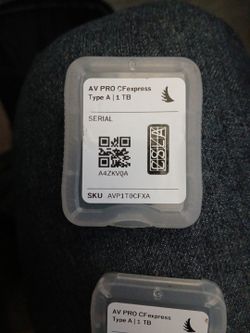 AV PRO CFexpress
Type A | 1 TB
SERIAL
A4ZKVQA
SKU AVP1T0CFXA
AV PRO CFexpress
Type A | 1 TB